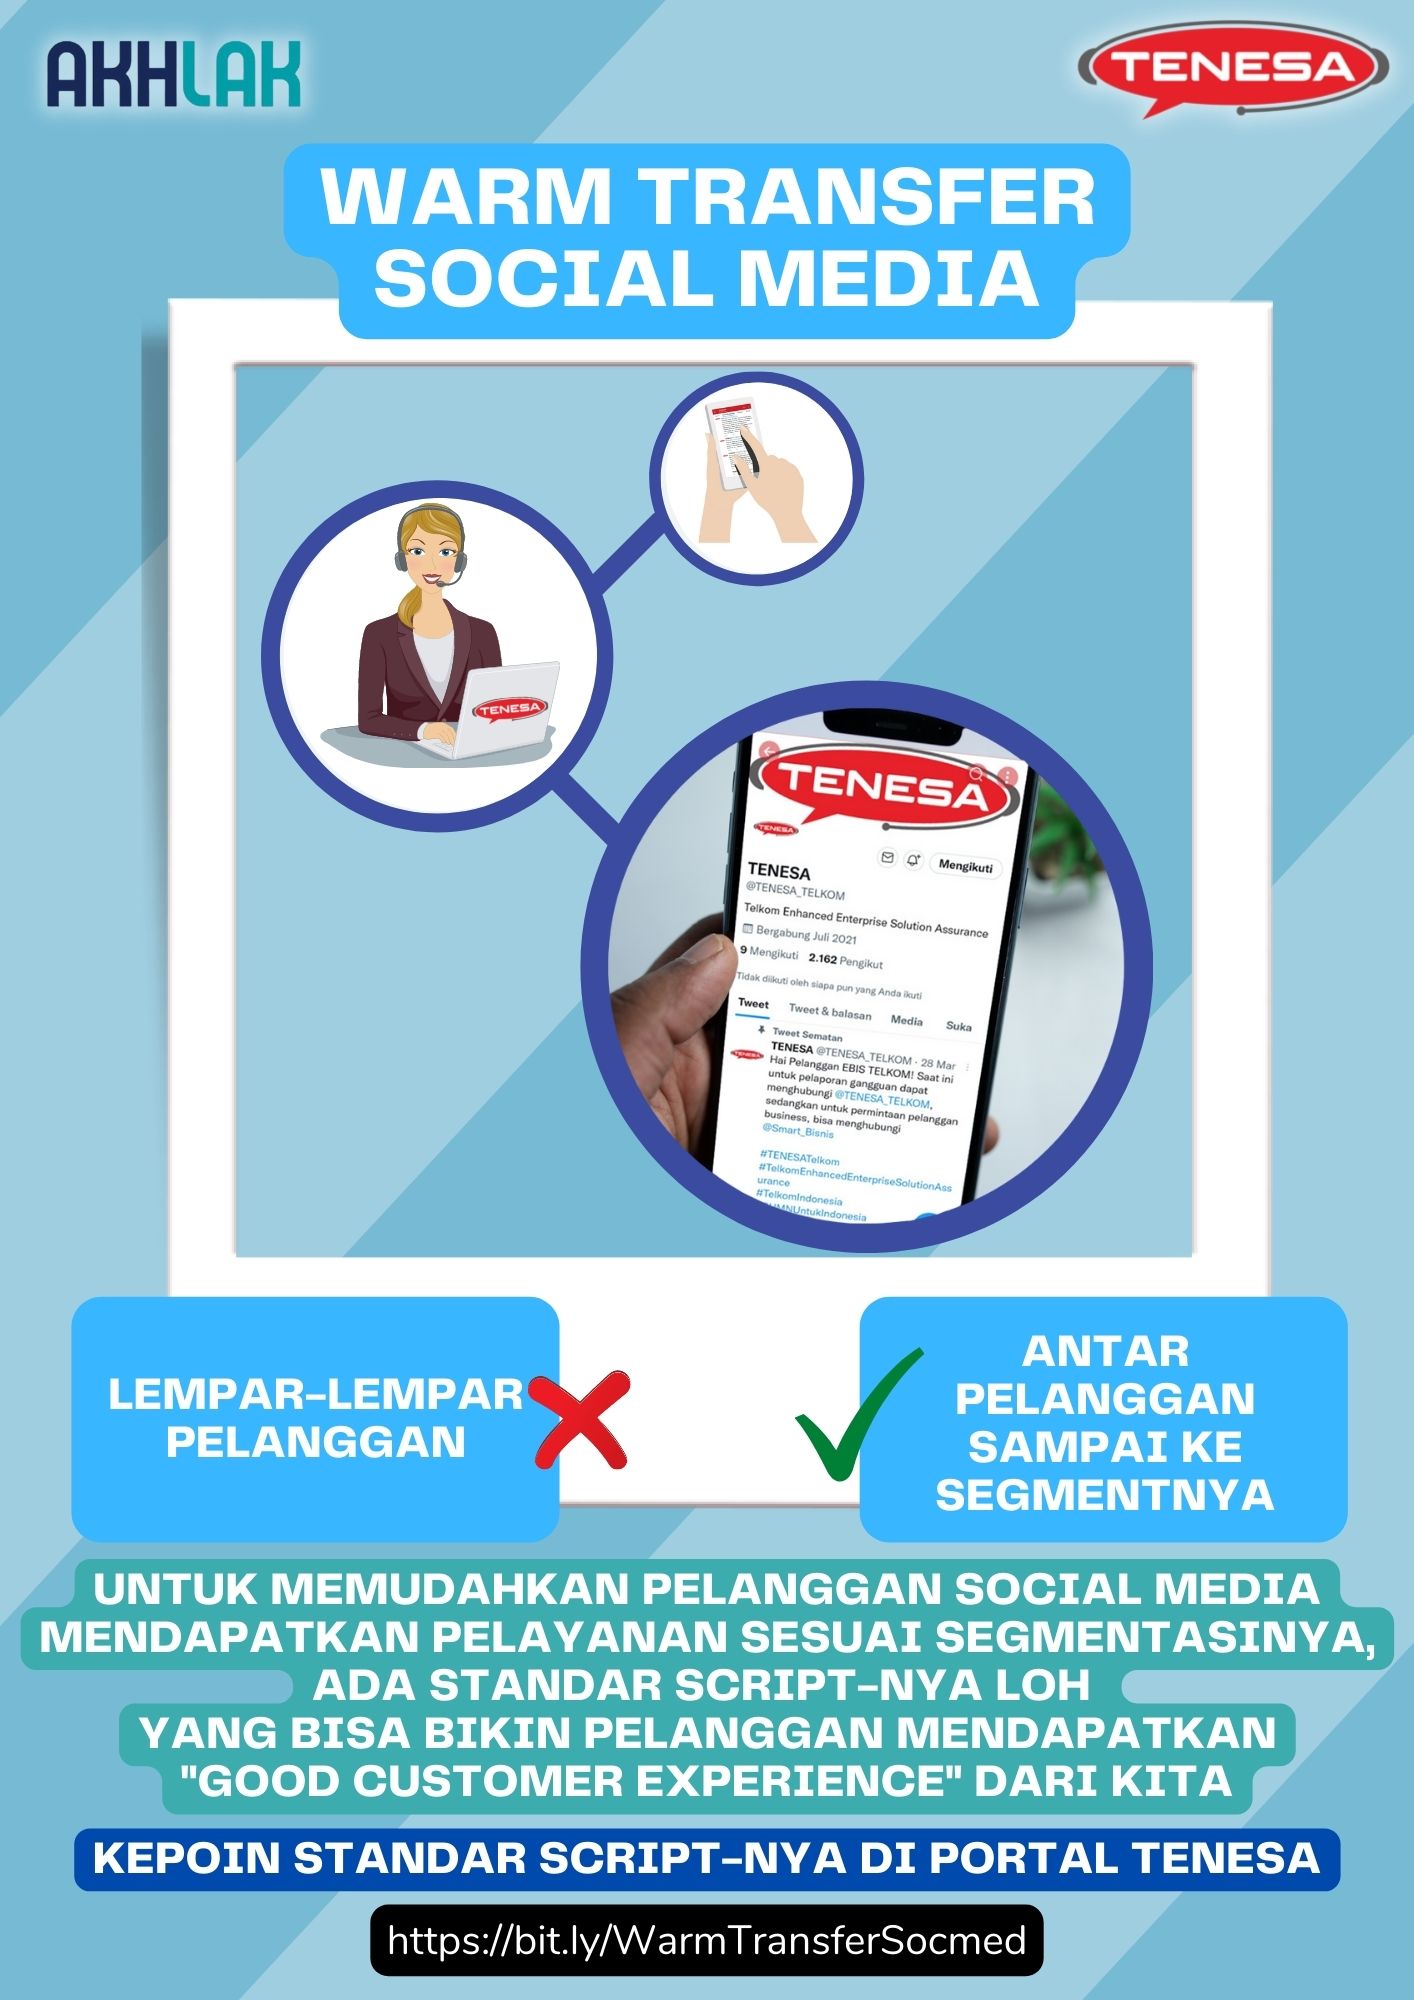 AKHLAK
TENESA
WARM TRANSFER
SOCIAL MEDIA
TENESA
TENESA
TENESA
Mengikuti
TENESA
@TENESA_TELKOM
Telkom Enhanced Enterprise Solution Assurance
Bergabung Juli 2021
9 Mengikuti 2.162 Pengikut
Tidak diikuti oleh siapa pun yang Anda ikuti
Tweet Tweet & balasan Media Suka
Tweet Sematan
TENESA @TENESA_TELKOM · 28 Mar
Hai Pelanggan EBIS TELKOM! Saat ini
untuk pelaporan gangguan dapat
menghubungi @TENESA_TELKOM,
sedangkan untuk permintaan pelanggan
business, bisa menghubungi
@Smart_Bisnis
#TENESATelkom
#TelkomEnhancedEnterpriseSolutionAss
urance
#TelkomIndonesia
UntukIndonesia
LEMPAR-LEMPAR
PELANGGAN
ANTAR
PELANGGAN
SAMPAI KE
SEGMENTNYA
UNTUK MEMUDAHKAN PELANGGAN SOCIAL MEDIA
MENDAPATKAN PELAYANAN SESUAI SEGMENTASINYA,
ADA STANDAR SCRIPT-NYA LOH
YANG BISA BIKIN PELANGGAN MENDAPATKAN
"GOOD CUSTOMER EXPERIENCE" DARI KITA
KEPOIN STANDAR SCRIPT-NYA DI PORTAL TENESA
https://bit.ly/WarmTransferSocmed